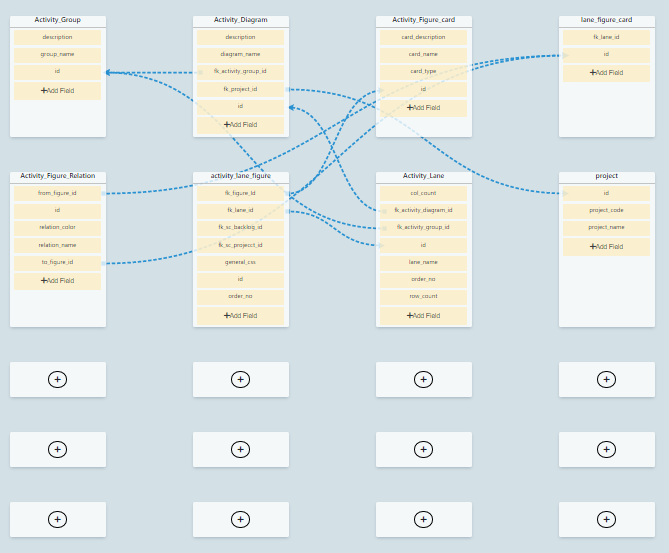 Activity_Group
description
group_name
id
+Add Field
Activity_Diagram
description
diagram_name
fk_activity_group_id
fk_project_id
id
+Add Field
Activity_Figure_card
card_description
card_name
card_type
id
+Add Field
lane_figure_card
fk_lane_id
id
+Add Field
Activity_Figure_Relation
from_figure_id
id
relation_color
relation_name
to_figure_id
+Add Field
activity_lane_figure
fk_figure_id
fk_lane_id
fk_sc_backlog_id
fk_sc_projecct_id
general_css
id
order_no
+Add Field
Activity_Lane
col_count
fk_activity_diagram_id
fk_activity_group_id
id
lane_name
order_no
row_count
+Add Field
project
id
project_code
project_name
+Add Field